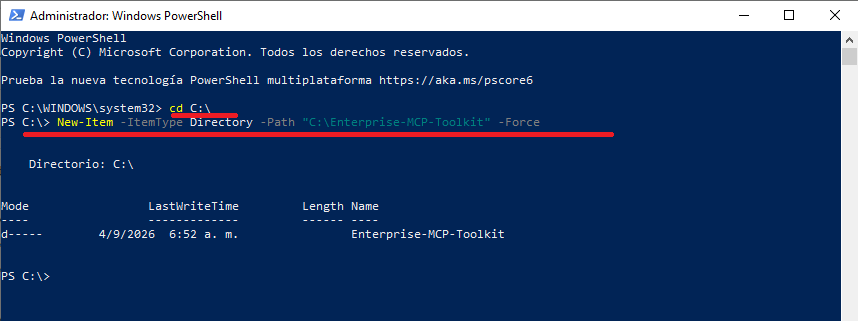 Administrador: Windows PowerShell
Windows PowerShell
Copyright (C) Microsoft Corporation. Todos los derechos reservados.
Prueba la nueva tecnología PowerShell multiplataforma https://aka.ms/pscore6
PS C:\WINDOWS\system32> cd C:\
PS C:\> New-Item -ItemType Directory -Path "C:\Enterprise-MCP-Toolkit" -Force
Directorio: C:\
Mode                LastWriteTime         Length Name
----                -------------         ------ ----
d-----        4/9/2026   6:52 a. m.                Enterprise-MCP-Toolkit
PS C:\>